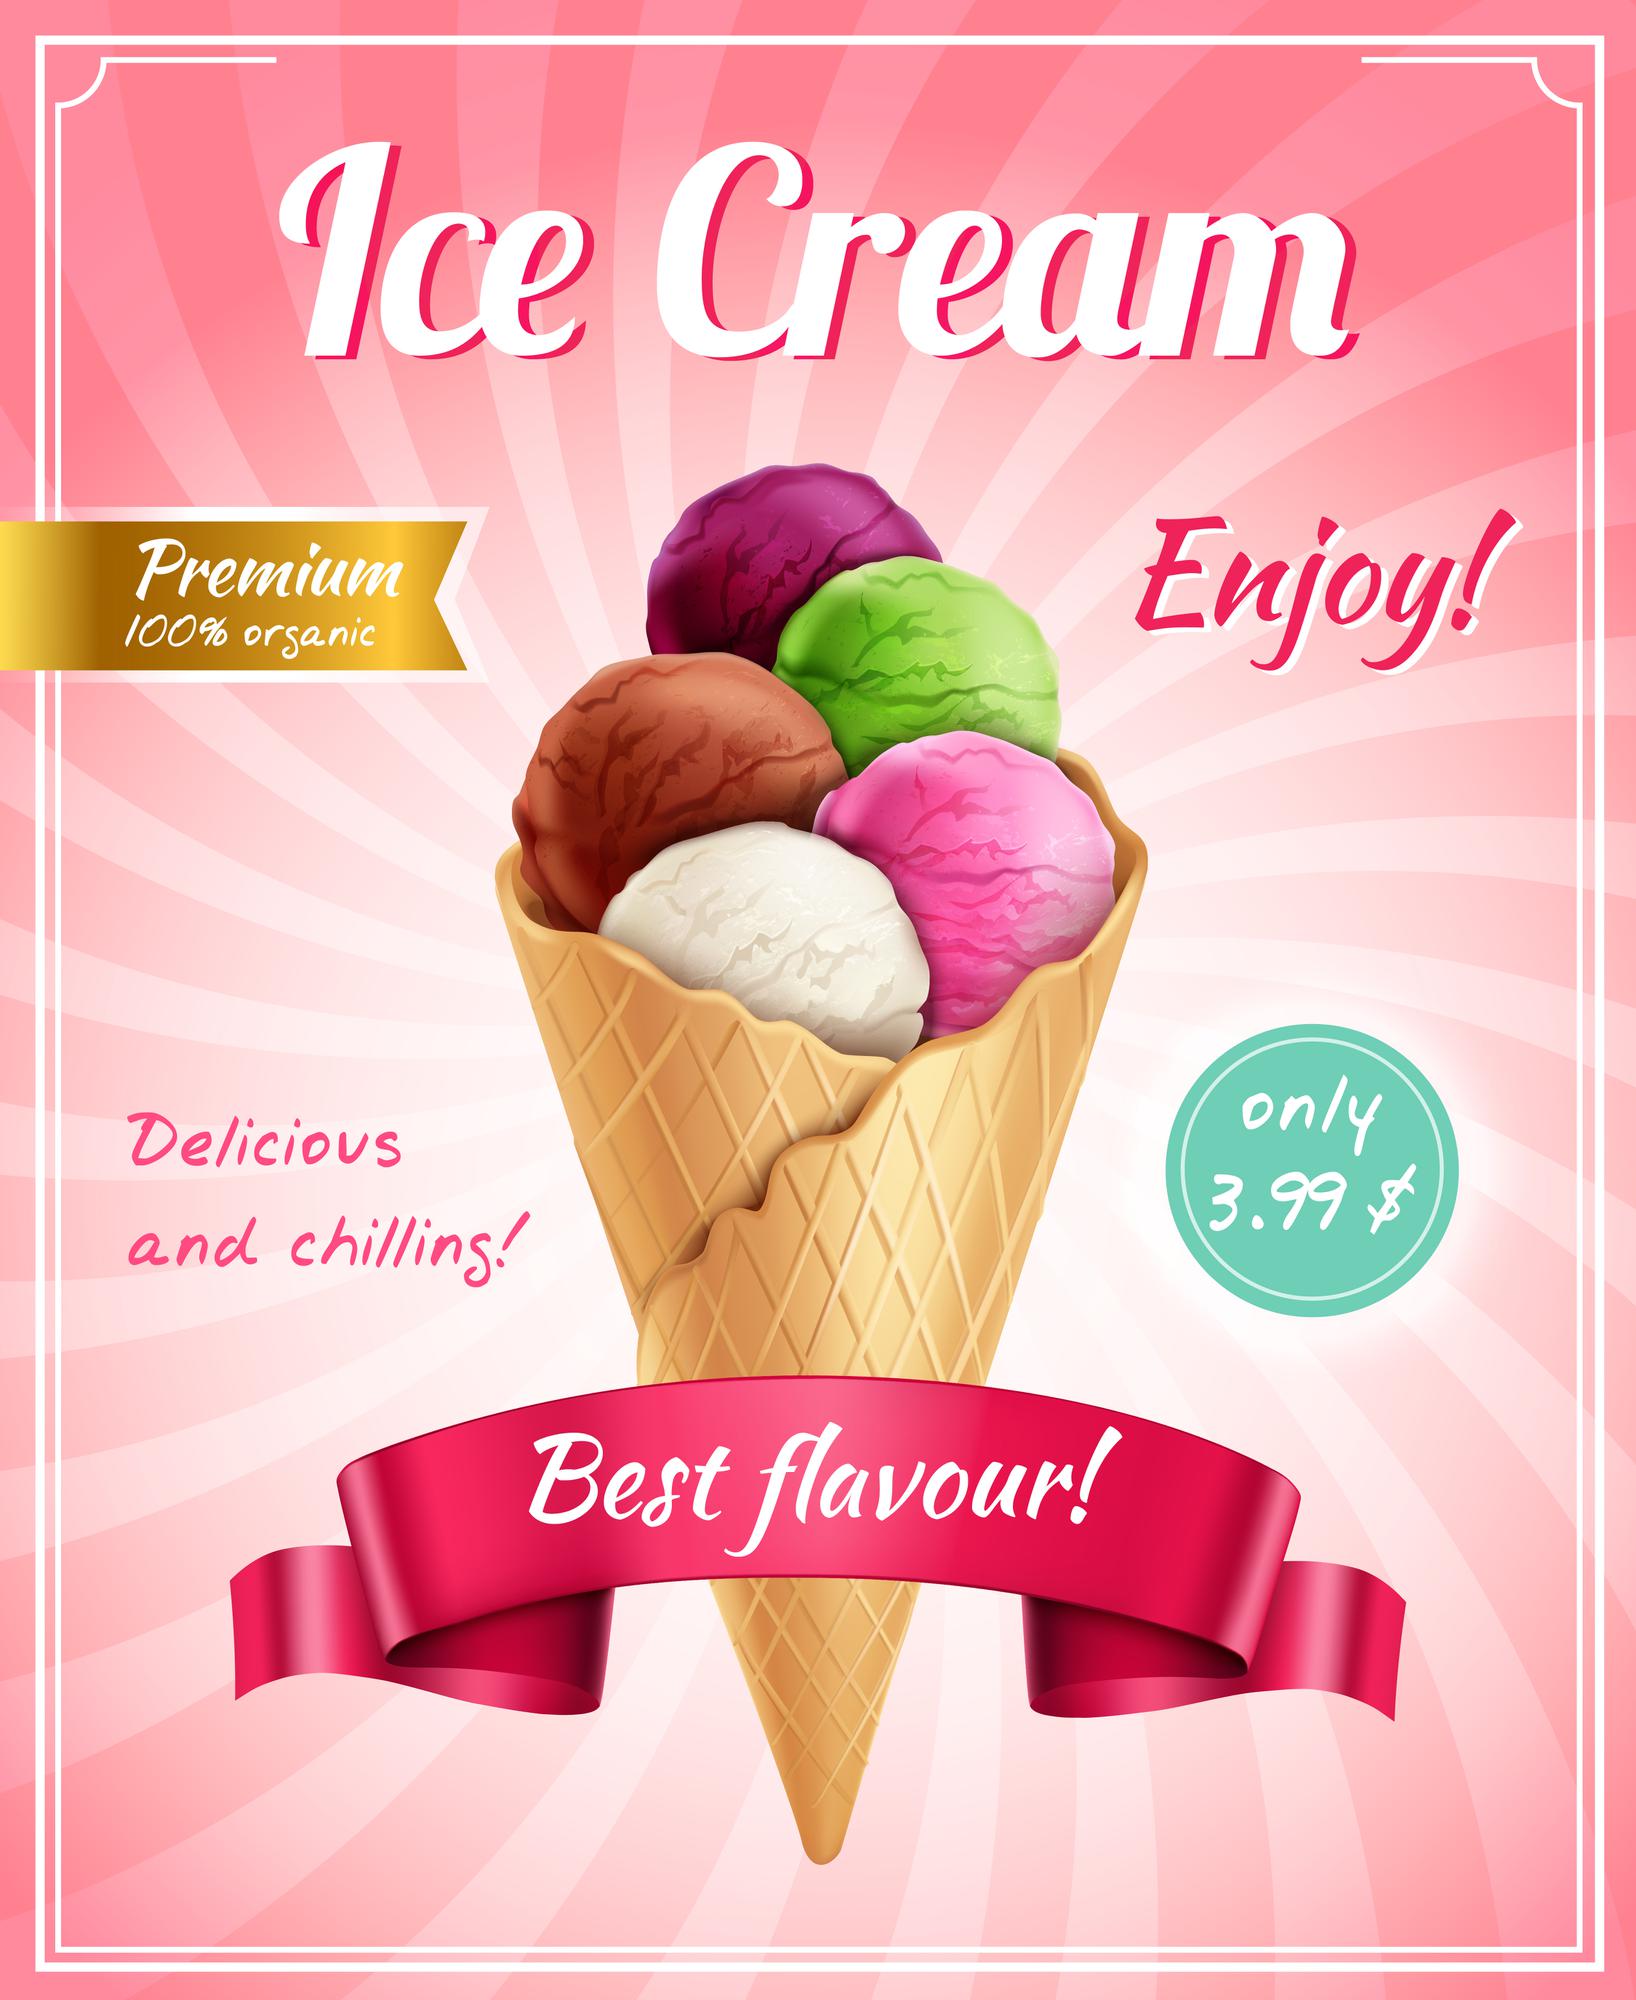 Ice Cream
Premium
100% organic
Enjoy!
Delicious
and chilling!
only
3.99 $
Best flavour!